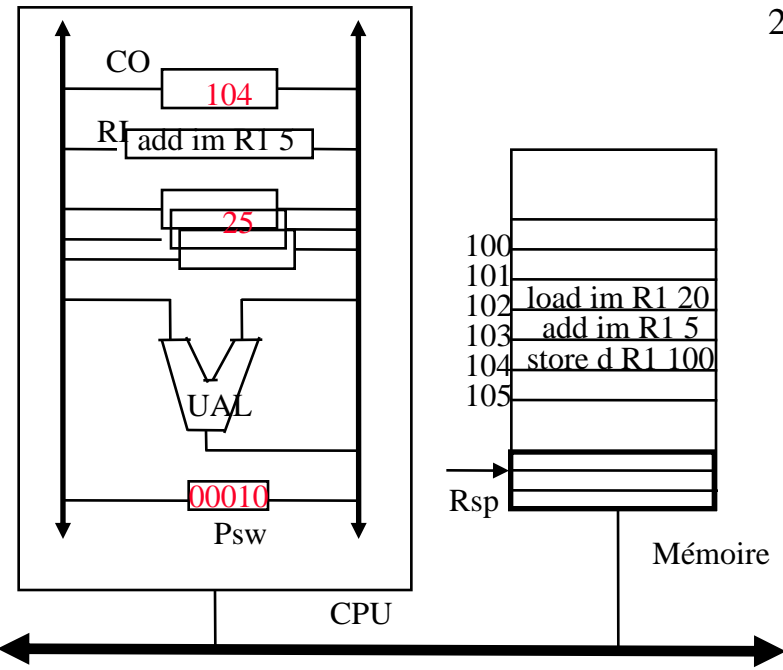 2
CO
104
RI
add im R1 5
25
UAL
00010
Psw
CPU
100
101
102
load im R1 20
103
add im R1 5
104
store d R1 100
105
Rsp
Mémoire